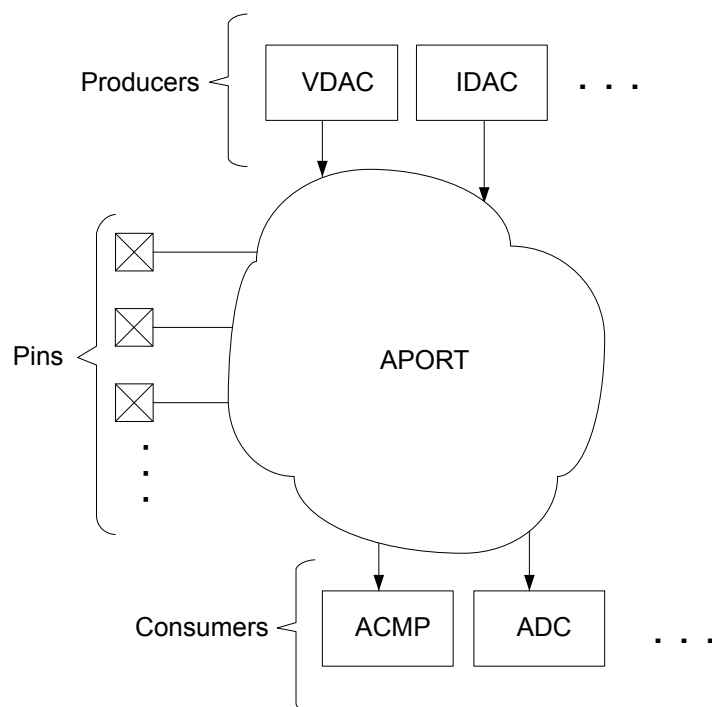 Producers
VDAC
IDAC
. . .
Pins
APORT
. . .
Consumers
ACMP
ADC
. . .